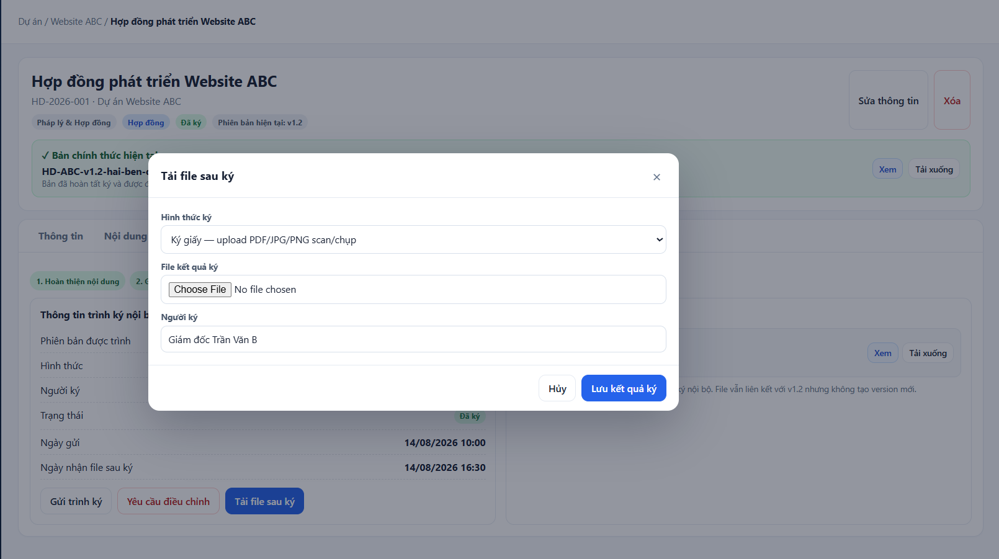 Dự án / Website ABC / Hợp đồng phát triển Website ABC
Hợp đồng phát triển Website ABC
HD-2026-001 · Dự án Website ABC
Pháp lý & Hợp đồng Hợp đồng Đã ký Phiên bản hiện tại: v1.2
Sửa thông tin
Xóa
✓ Bản chính thức hiện tại
HD-ABC-v1.2-hai-ben-
Bản đã hoàn tất ký và được
Xem Tải xuống
Tải file sau ký
×
Hình thức ký
Ký giấy — upload PDF/JPG/PNG scan/chụp
File kết quả ký
Choose File No file chosen
Người ký
Giám đốc Trần Văn B
Hủy Lưu kết quả ký
Thông tin Nội dung
1. Hoàn thiện nội dung 2.
Thông tin trình ký nội
Phiên bản được trình
Hình thức
Người ký
Trạng thái Đã ký
Ngày gửi 14/08/2026 10:00
Ngày nhận file sau ký 14/08/2026 16:30
Gửi trình ký Yêu cầu điều chỉnh Tải file sau ký
Xem Tải xuống
ký nội bộ. File vẫn liên kết với v1.2 nhưng không tạo version mới.